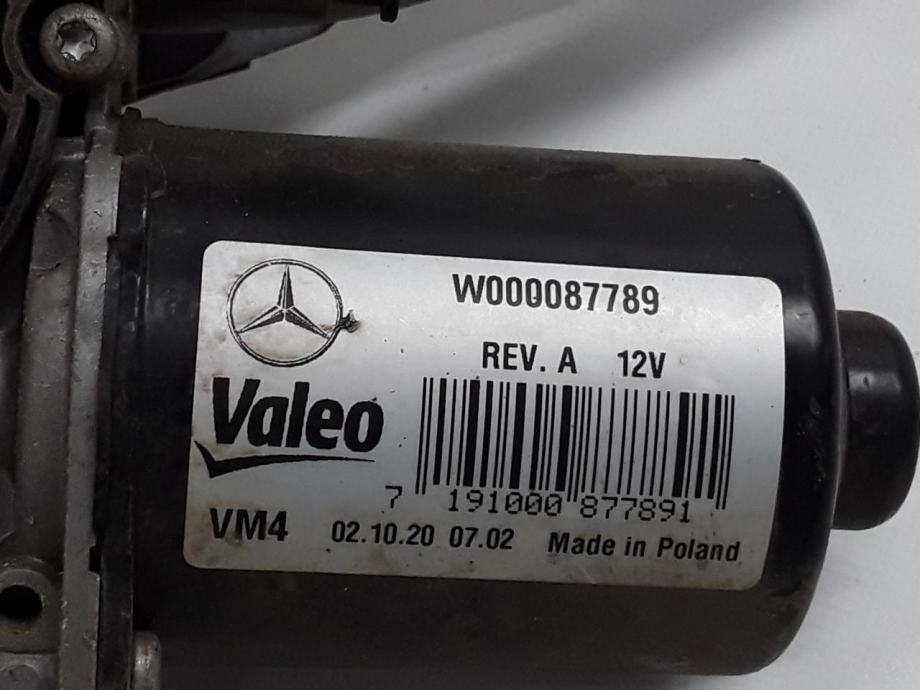 W000087789
REV. A 12V
Valeo
7 191000 877891
VM4 02.10.20 07.02 Made in Poland